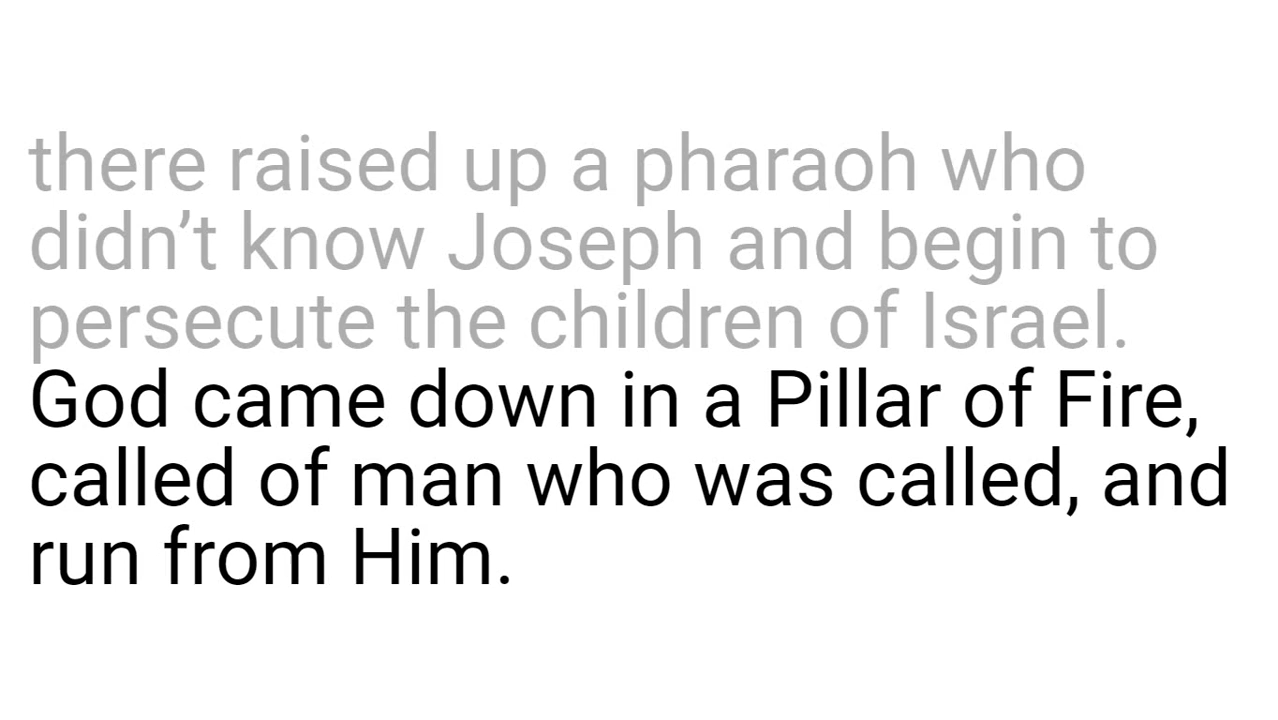 there raised up a pharaoh who
didn’t know Joseph and begin to
persecute the children of Israel.
God came down in a Pillar of Fire,
called of man who was called, and
run from Him.